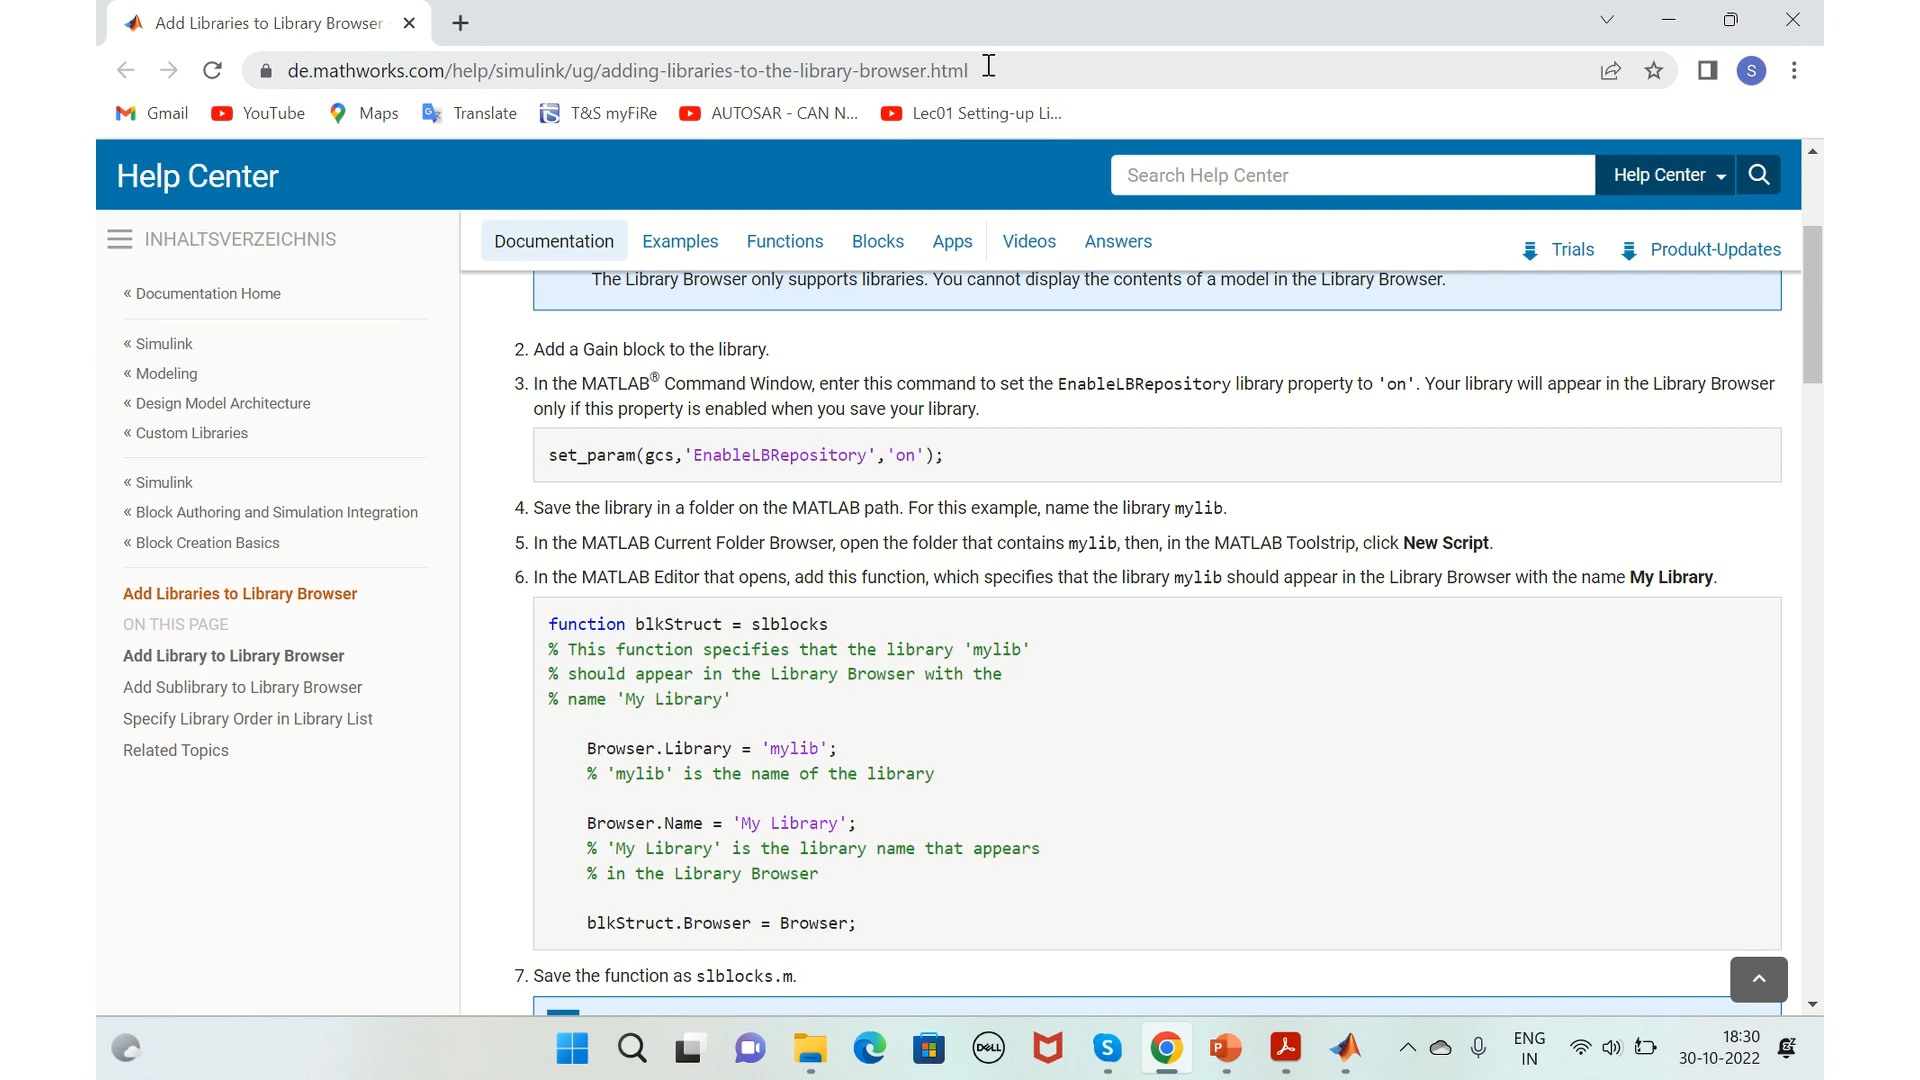 Add Libraries to Library Browser
de.mathworks.com/help/simulink/ug/adding-libraries-to-the-library-browser.html
S
Gmail YouTube Maps Translate T&S myFiRe AUTOSAR - CAN N... Lec01 Setting-up Li...
Help Center
Search Help Center
Help Center
INHALTSVERZEICHNIS
« Documentation Home
« Simulink
« Modeling
« Design Model Architecture
« Custom Libraries
« Simulink
« Block Authoring and Simulation Integration
« Block Creation Basics
Add Libraries to Library Browser
ON THIS PAGE
Add Library to Library Browser
Add Sublibrary to Library Browser
Specify Library Order in Library List
Related Topics
Documentation Examples Functions Blocks Apps Videos Answers
Trials Produkt-Updates
The Library Browser only supports libraries. You cannot display the contents of a model in the Library Browser.
2. Add a Gain block to the library.
3. In the MATLAB® Command Window, enter this command to set the EnableLBRepository library property to 'on'. Your library will appear in the Library Browser
only if this property is enabled when you save your library.
set_param(gcs,'EnableLBRepository','on');
4. Save the library in a folder on the MATLAB path. For this example, name the library mylib.
5. In the MATLAB Current Folder Browser, open the folder that contains mylib, then, in the MATLAB Toolstrip, click New Script.
6. In the MATLAB Editor that opens, add this function, which specifies that the library mylib should appear in the Library Browser with the name My Library.
function blkStruct = slblocks
% This function specifies that the library 'mylib'
% should appear in the Library Browser with the
% name 'My Library'
Browser.Library = 'mylib';
% 'mylib' is the name of the library
Browser.Name = 'My Library';
% 'My Library' is the library name that appears
% in the Library Browser
blkStruct.Browser = Browser;
7. Save the function as slblocks.m.
DELL
S
P
ENG
IN
18:30
30-10-2022